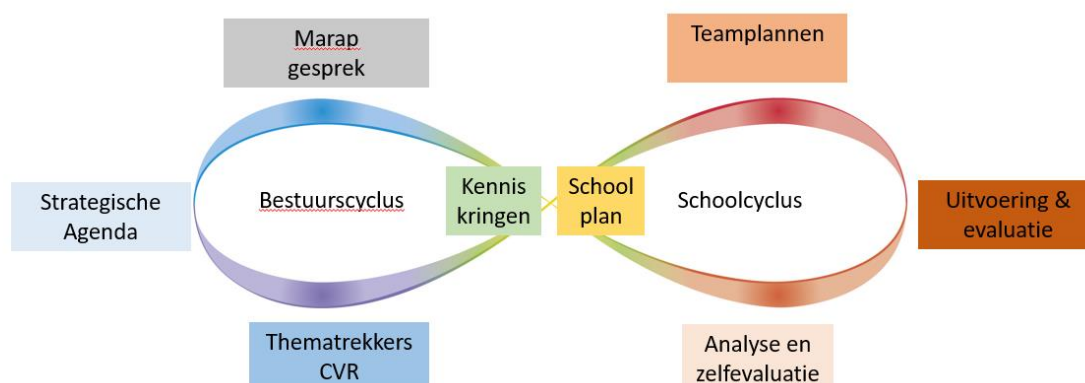 Marap
gesprek
Teamplannen
Strategische
Agenda
Bestuurscyclus
Kennis
kringen
School
plan
Schoolcyclus
Uitvoering &
evaluatie
Thematrekkers
CVR
Analyse en
zelfevaluatie